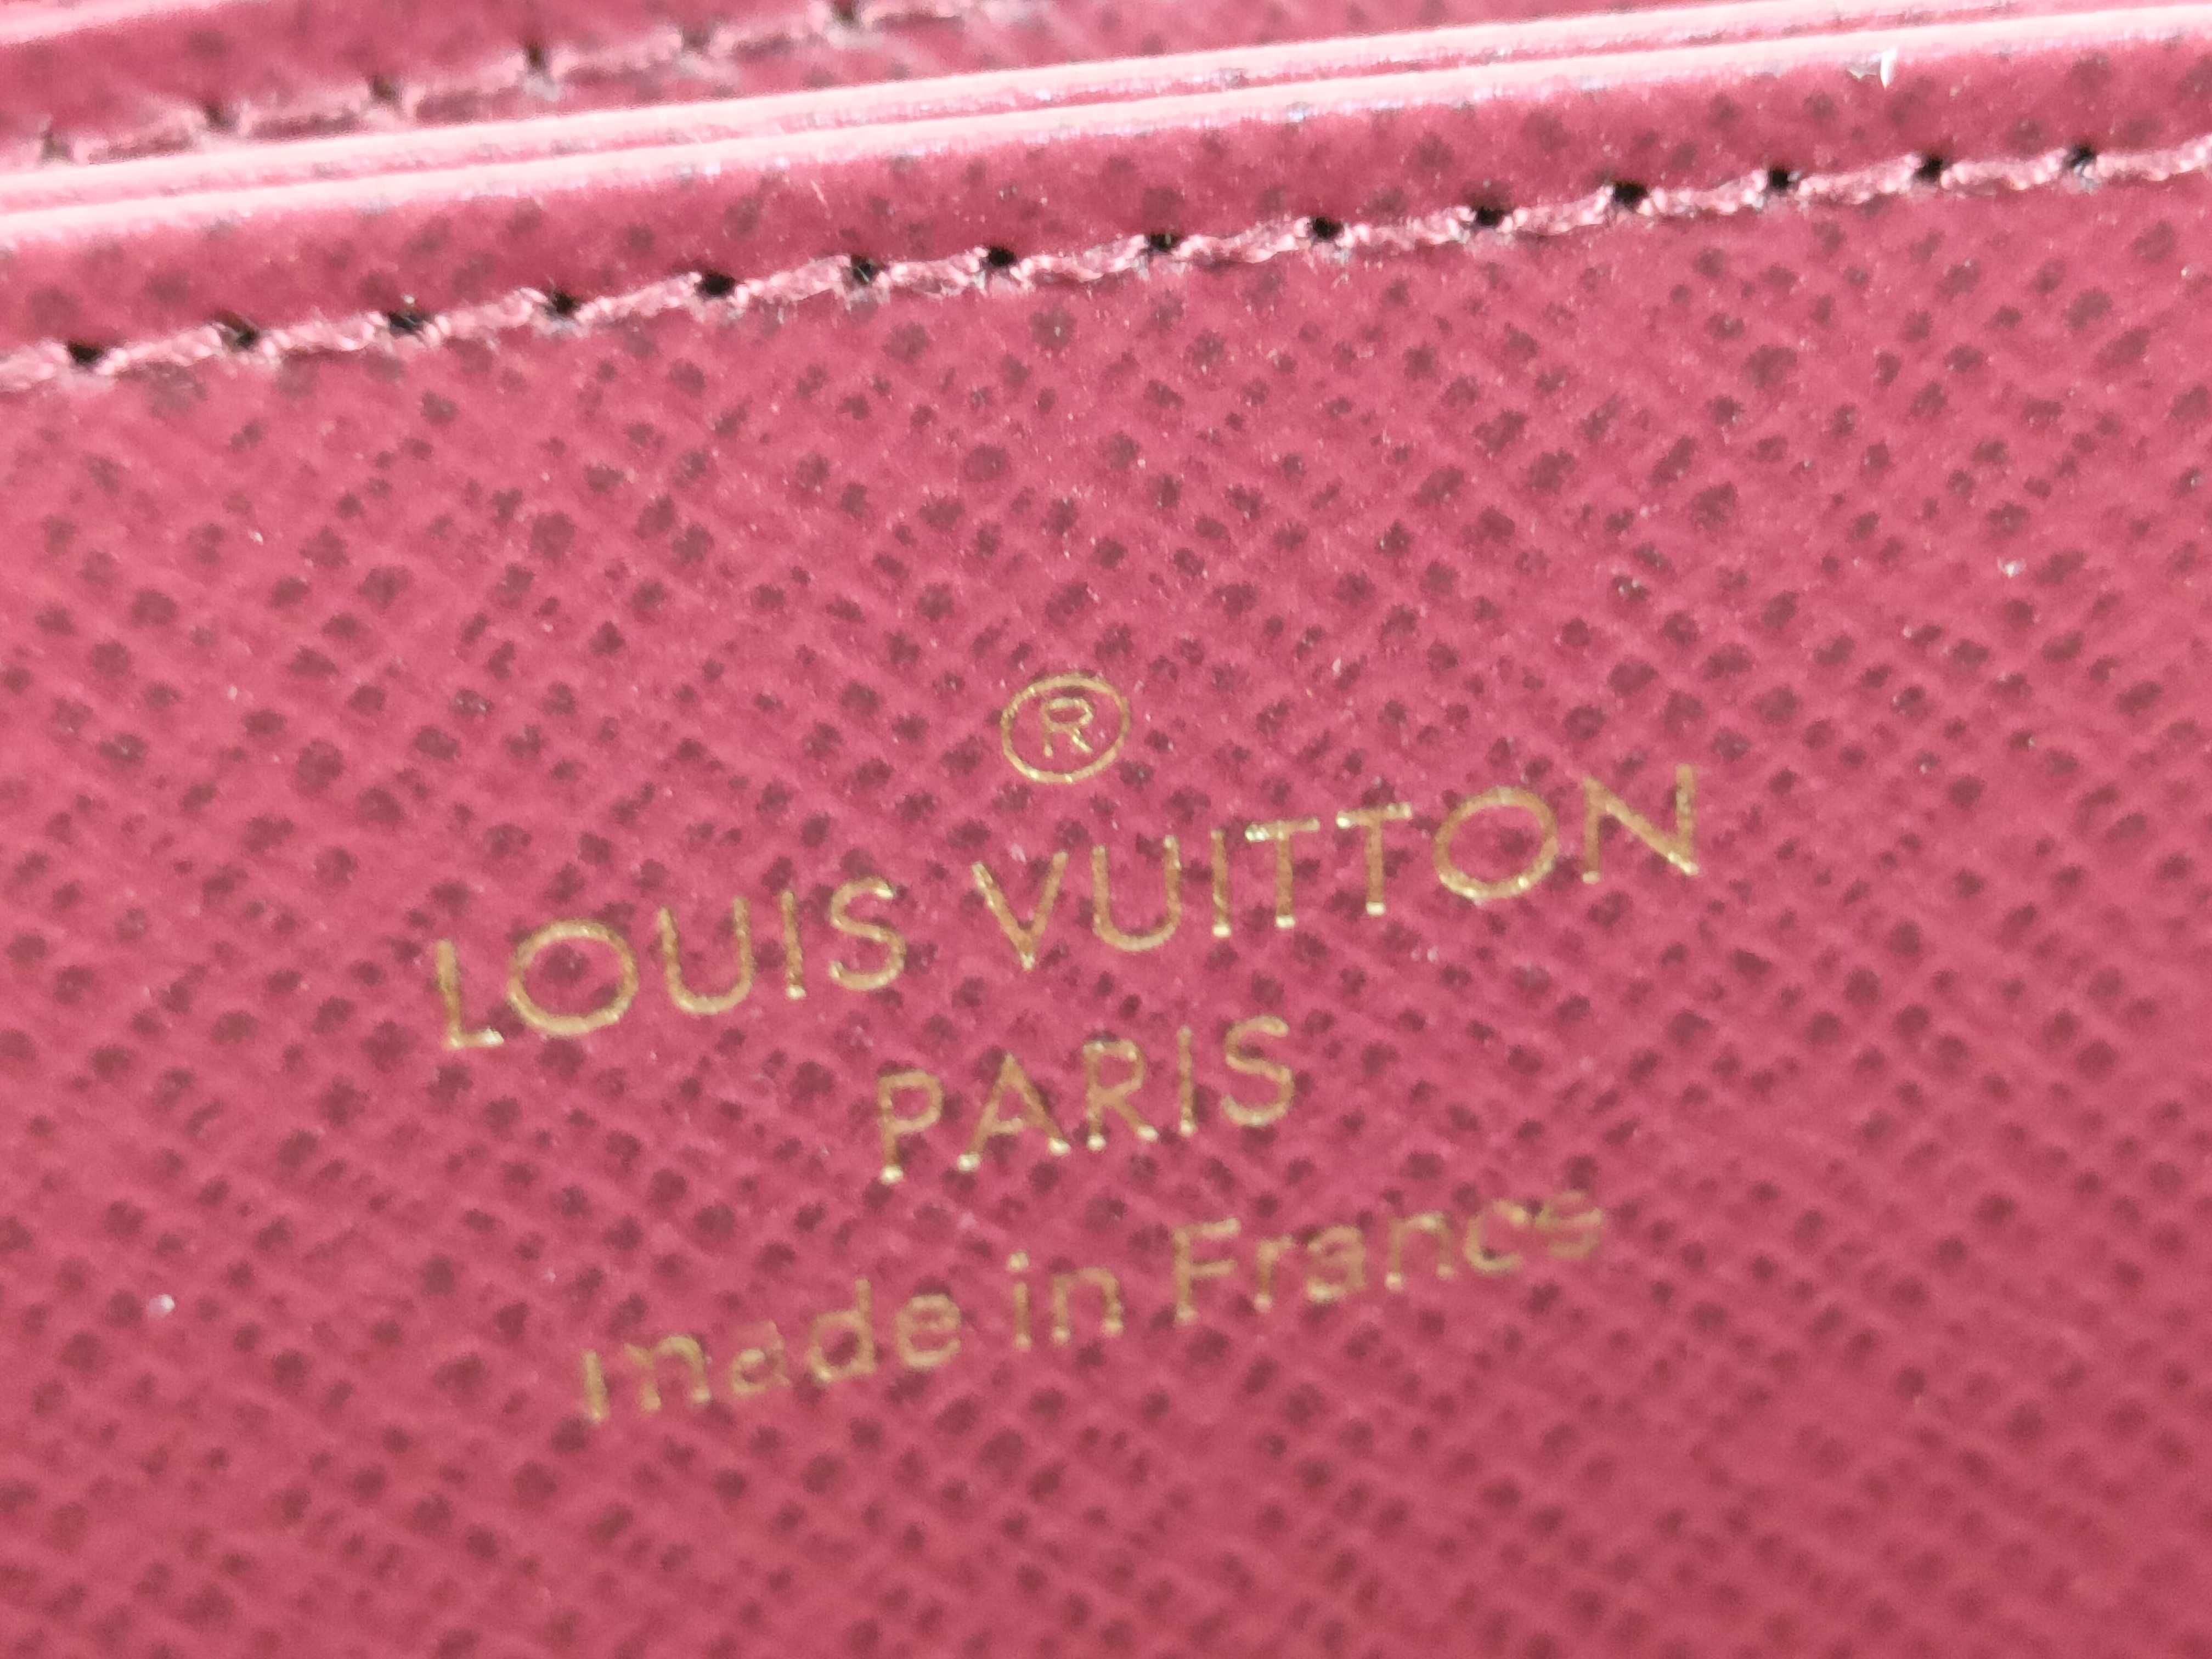 ®
LOUIS VUITTON
PARIS
made in France